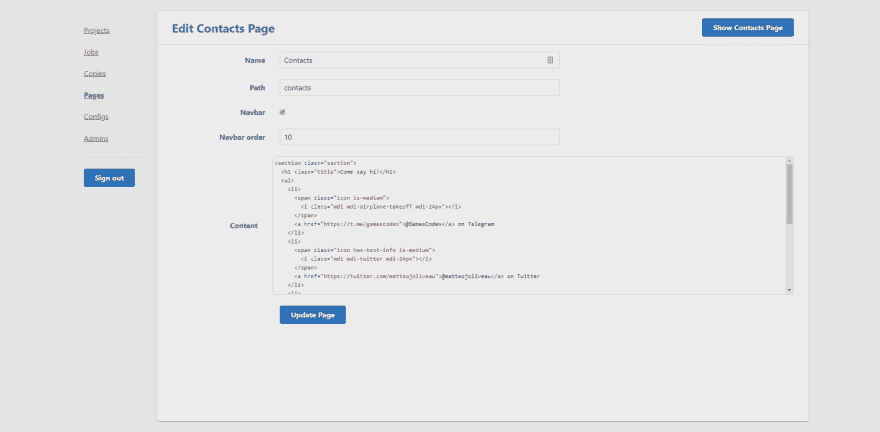 Projects
Jobs
Copies
Pages
Configs
Admins
Sign out
Edit Contacts Page
Show Contacts Page
Name
Contacts
Path
contacts
Navbar
Navbar order
10
Content
<section class="section">
<h1 class="title">Come say hi!</h1>
<ul>
<li>
<span class="icon is-medium">
<i class="mdi mdi-airplane-takeoff mdi-24px"></i>
</span>
<a href="https://t.me/gamescodex">@GamesCodex</a> on Telegram
</li>
<li>
<span class="icon has-text-info is-medium">
<i class="mdi mdi-twitter mdi-24px"></i>
</span>
<a href="https://twitter.com/matteojoliveau">@matteojoliveau</a> on Twitter
</li>
<li>
Update Page